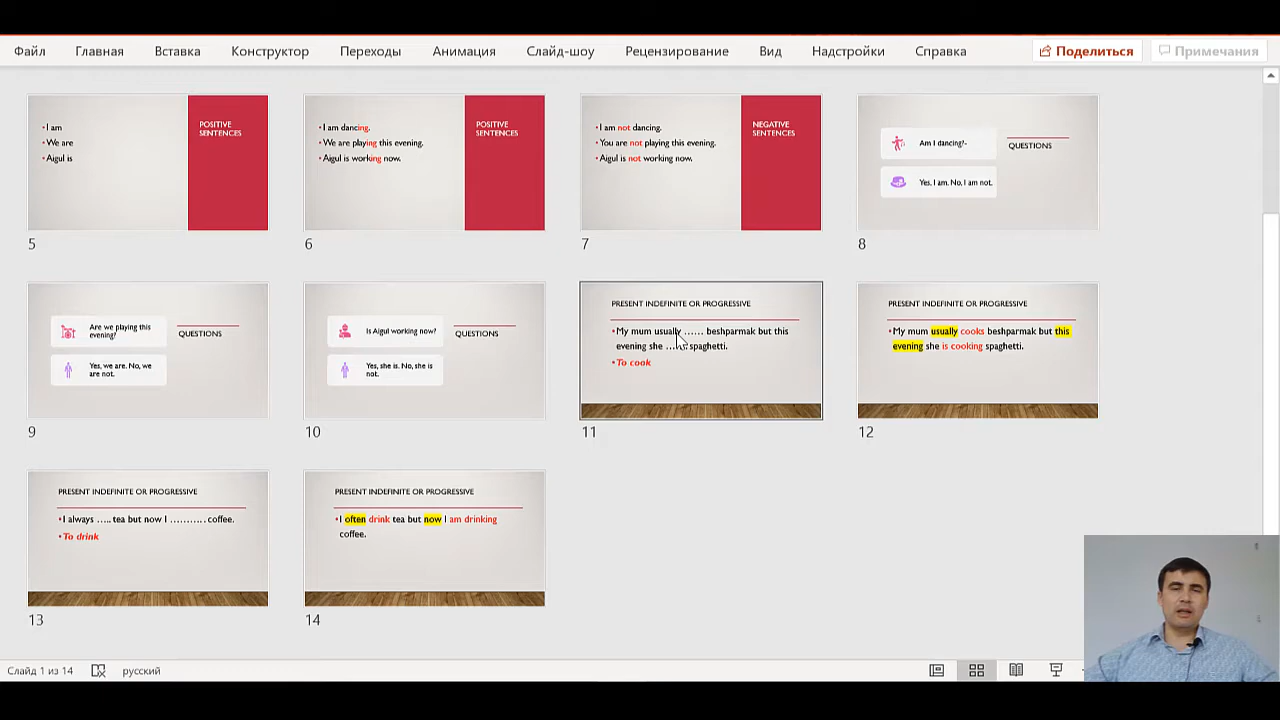 Файл Главная Вставка Конструктор Переходы Анимация Слайд-шоу Рецензирование Вид Надстройки Справка Поделиться Примечания
• I am
• We are
• Aigul is
POSITIVE
SENTENCES
5
• I am dancing.
• We are playing this evening.
• Aigul is working now.
POSITIVE
SENTENCES
6
• I am not dancing.
• You are not playing this evening.
• Aigul is not working now.
NEGATIVE
SENTENCES
7
Am I dancing?-
Yes, I am. No, I am not.
QUESTIONS
8
Are we playing this
evening?
Yes, we are. No, we
are not.
QUESTIONS
9
Is Aigul working now?
Yes, she is. No, she is
not.
QUESTIONS
10
PRESENT INDEFINITE OR PROGRESSIVE
• My mum usually ...... beshparmak but this
evening she ...... spaghetti.
• To cook
11
PRESENT INDEFINITE OR PROGRESSIVE
• My mum usually cooks beshparmak but this
evening she is cooking spaghetti.
12
PRESENT INDEFINITE OR PROGRESSIVE
• I always ..... tea but now I ........... coffee.
• To drink
13
PRESENT INDEFINITE OR PROGRESSIVE
• I often drink tea but now I am drinking
coffee.
14
Слайд 1 из 14 русский